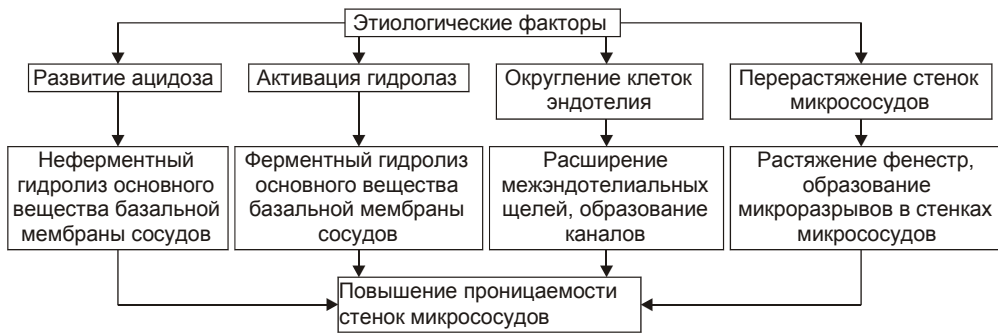 Этиологические факторы
Развитие ацидоза
Активация гидролаз
Округление клеток
эндотелия
Перерастяжение стенок
микрососудов
Неферментный
гидролиз основного
вещества базальной
мембраны сосудов
Ферментный гидролиз
основного вещества
базальной мембраны
сосудов
Расширение
межэндотелиальных
щелей, образование
каналов
Растяжение фенестр,
образование
микроразрывов в стенках
микрососудов
Повышение проницаемости
стенок микрососудов